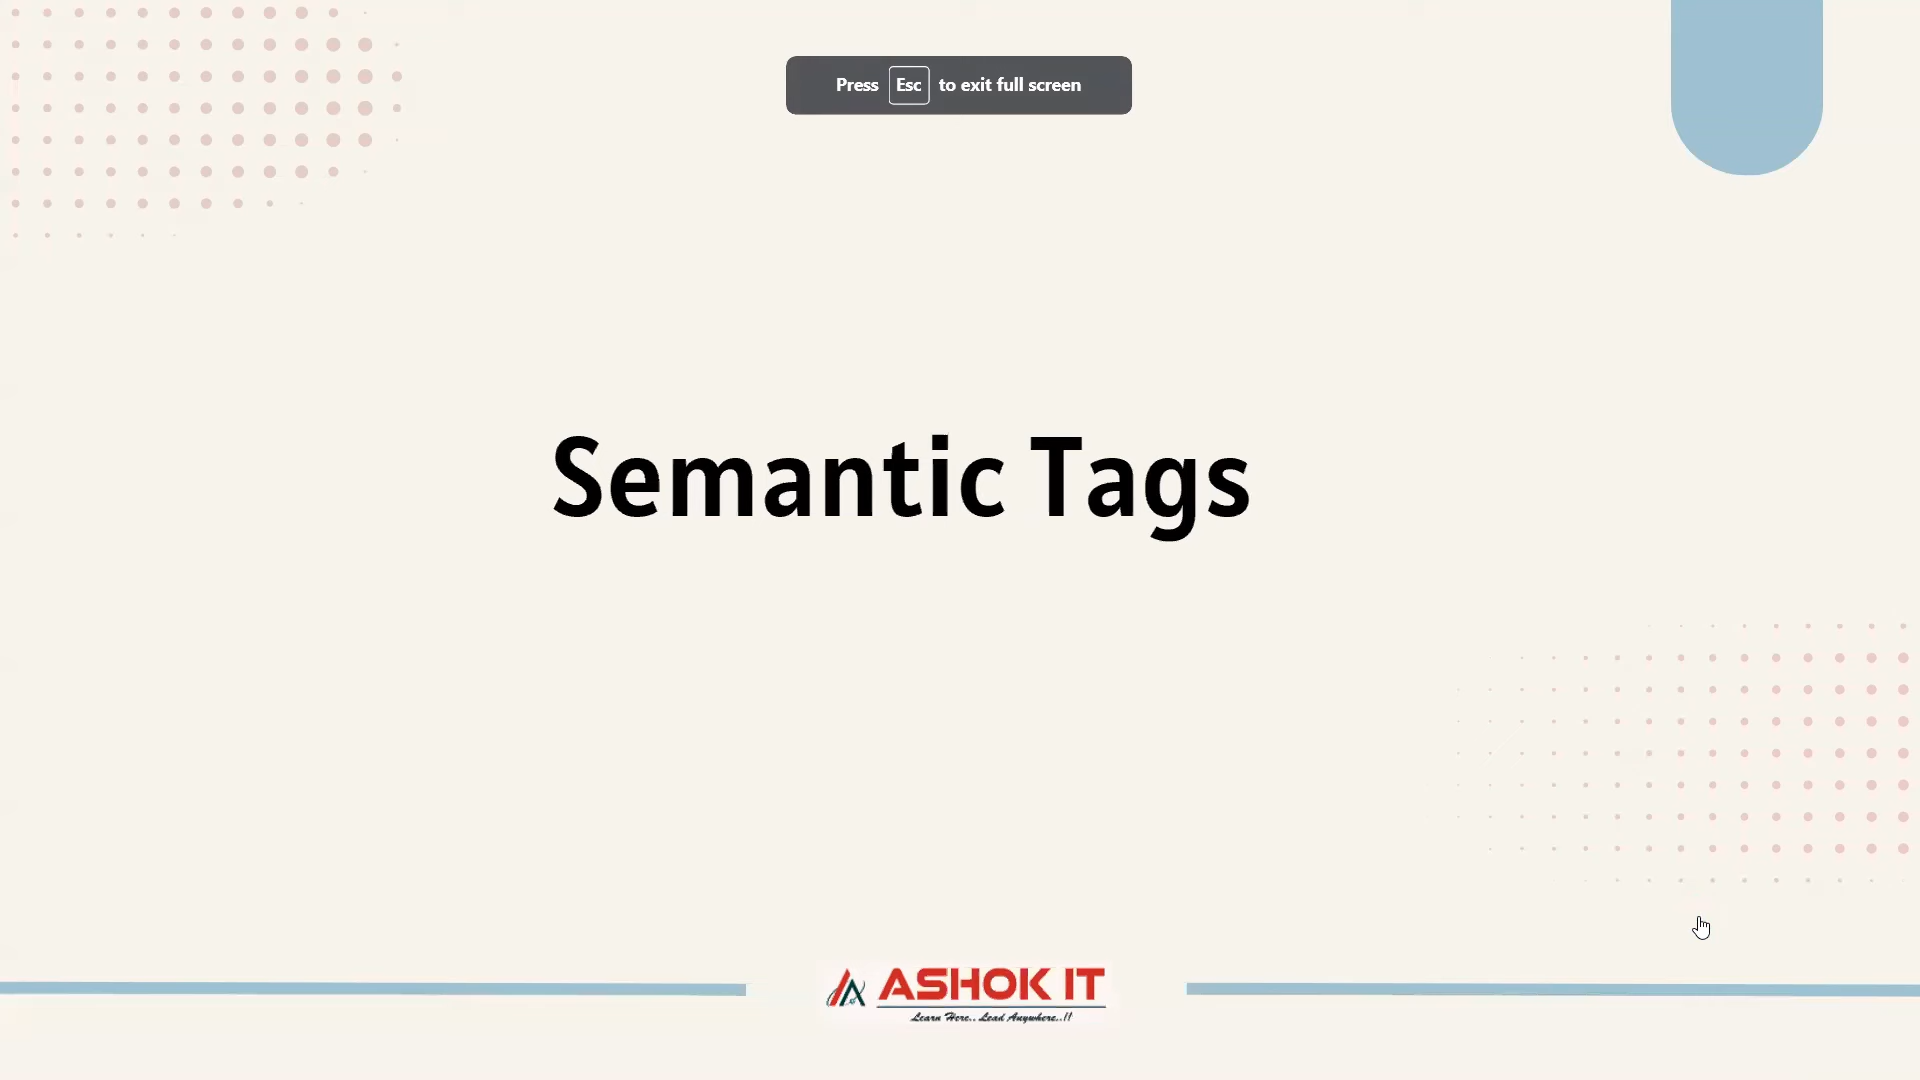 Press Esc to exit full screen
Semantic Tags
ASHOK IT
Learn Here.. Lead Anywhere..!!